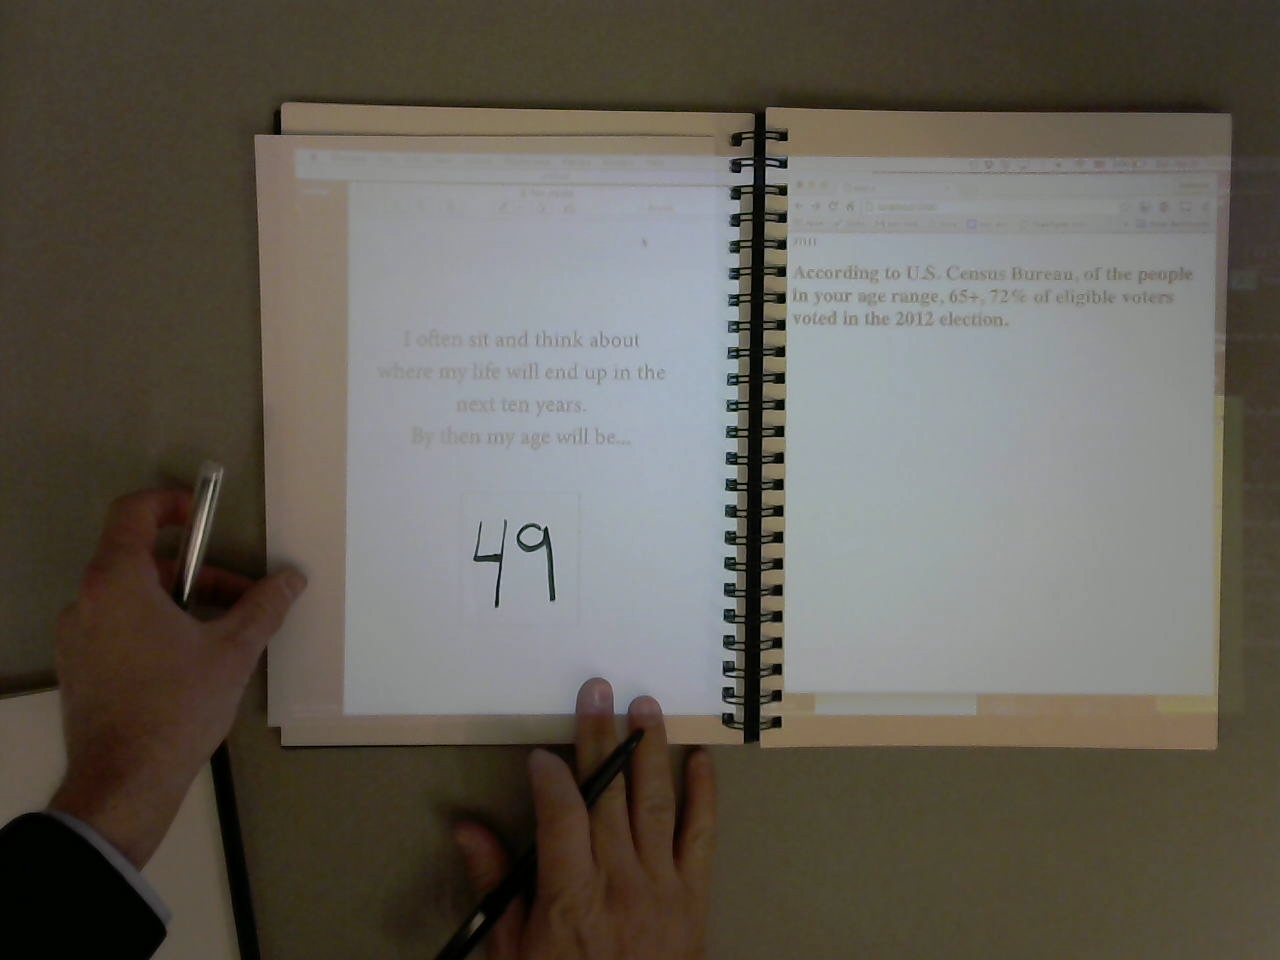 I often sit and think about
where my life will end up in the
next ten years.
By then my age will be...
49
According to U.S. Census Bureau, of the people
in your age range, 65+, 72% of eligible voters
voted in the 2012 election.